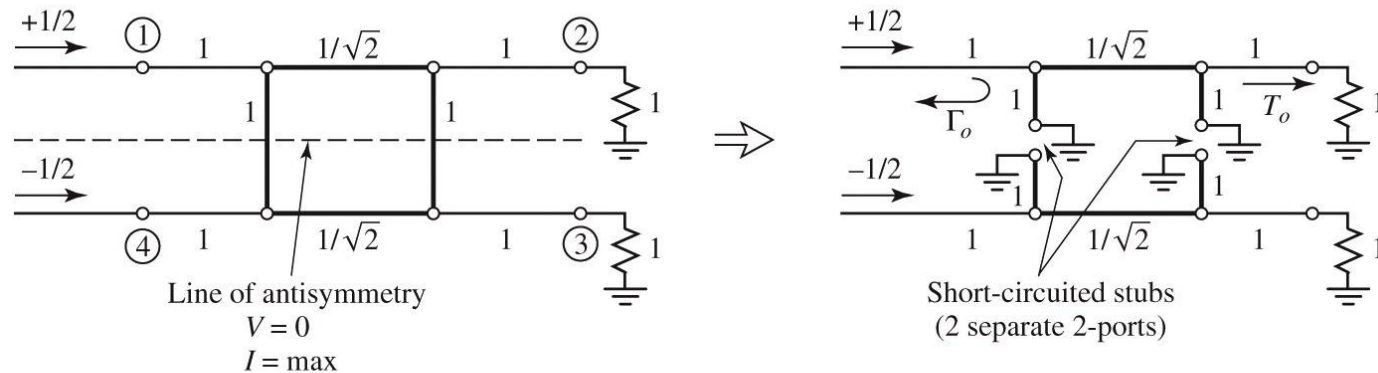 +1/2
① 1 1/√2 1 ②
1
1
1
–1/2
④ 1 1/√2 1 ③
1
Line of antisymmetry
V = 0
I = max
⇒
+1/2
1 1/√2 1
1 1
Γo
To
1
–1/2
1 1
1 1/√2 1
1
Short-circuited stubs
(2 separate 2-ports)